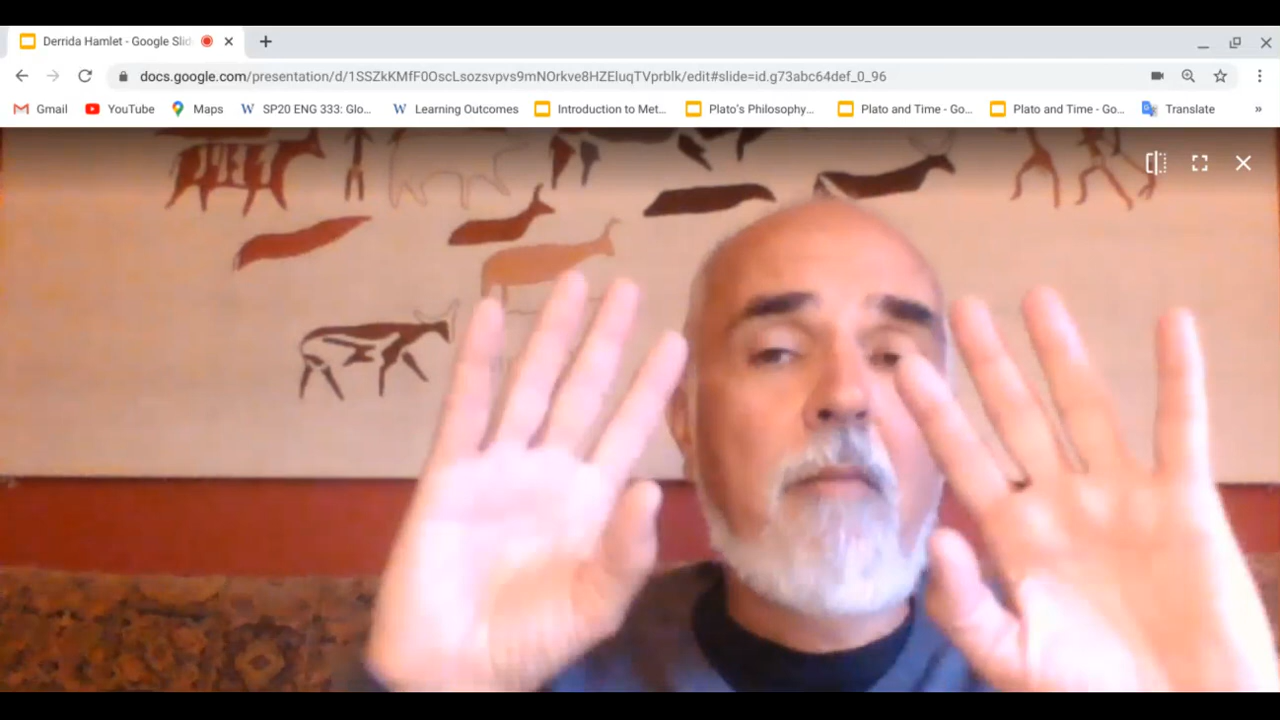 Derrida Hamlet - Google Slid
docs.google.com/presentation/d/1SSZkKMfF0OscLsozsvpvs9mNOrkve8HZEIuqTVprblk/edit#slide=id.g73abc64def_0_96
Gmail YouTube Maps SP20 ENG 333: Glo... Learning Outcomes Introduction to Met... Plato's Philosophy... Plato and Time - Go... Plato and Time - Go... Translate »